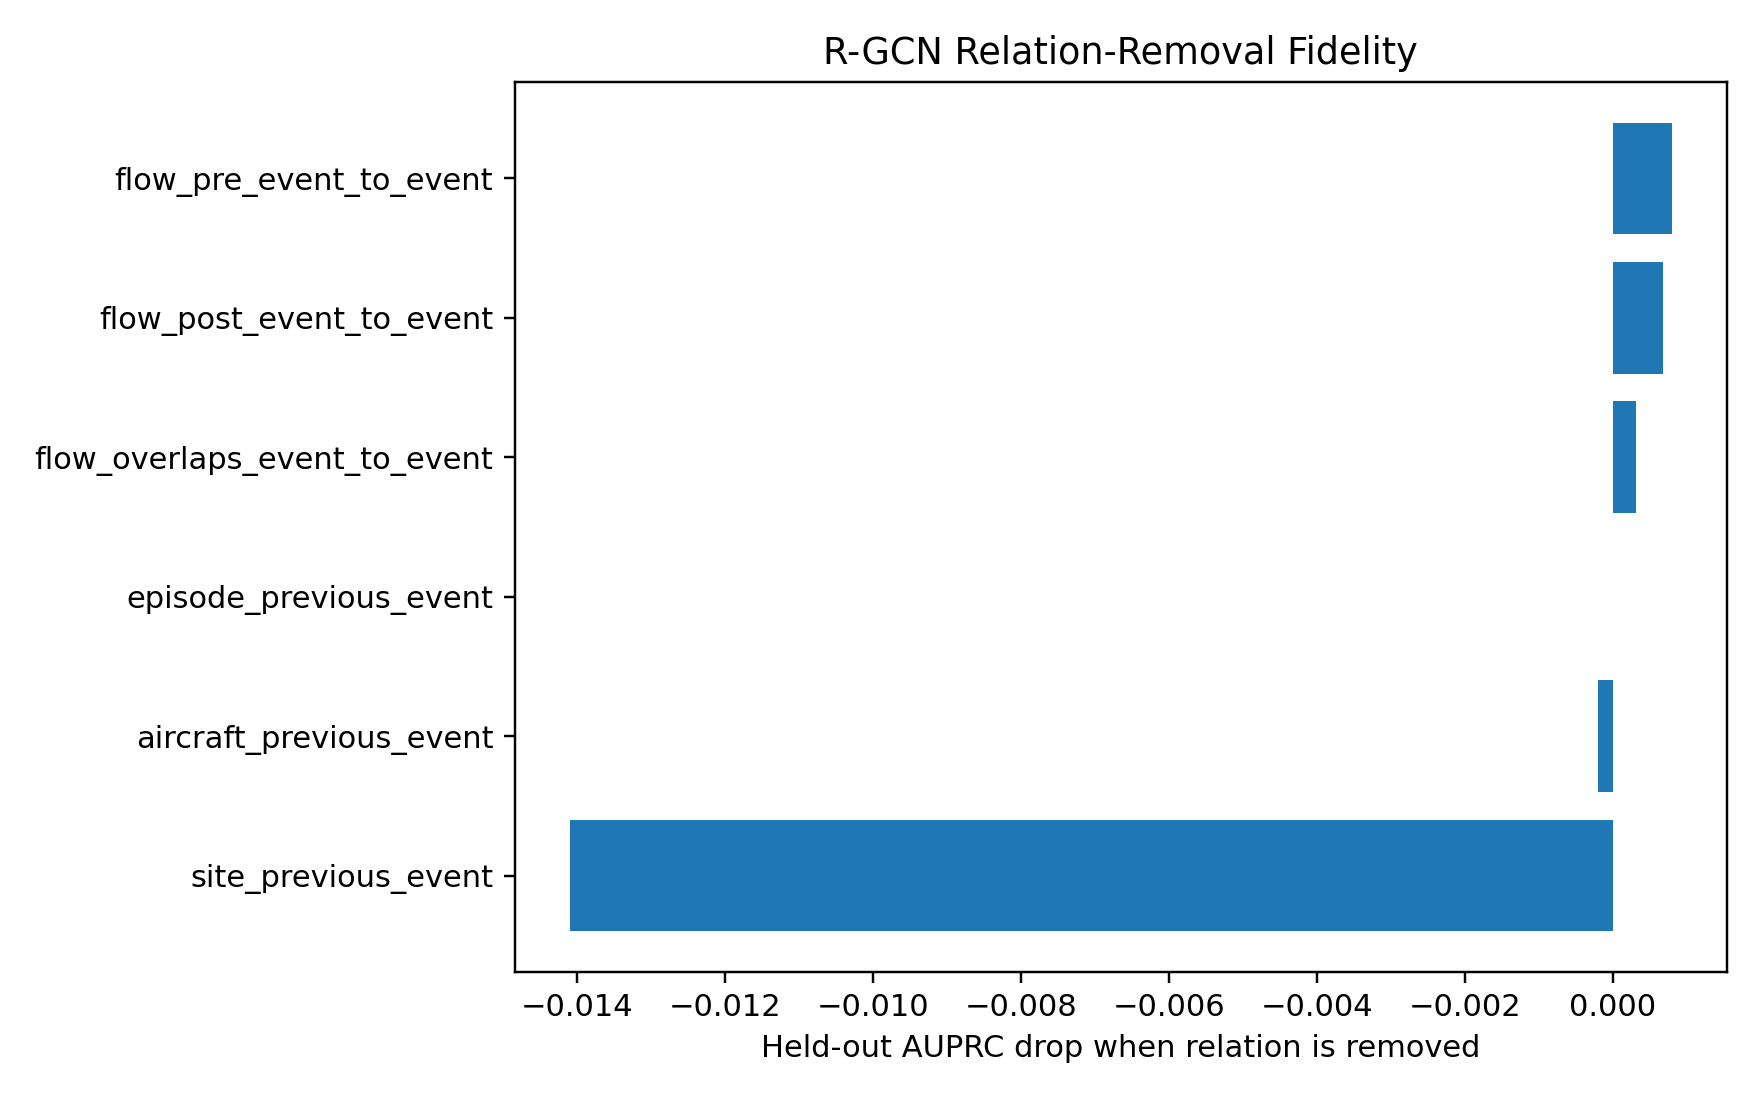 R-GCN Relation-Removal Fidelity
flow_pre_event_to_event
flow_post_event_to_event
flow_overlaps_event_to_event
episode_previous_event
aircraft_previous_event
site_previous_event
−0.014 −0.012 −0.010 −0.008 −0.006 −0.004 −0.002 0.000
Held-out AUPRC drop when relation is removed